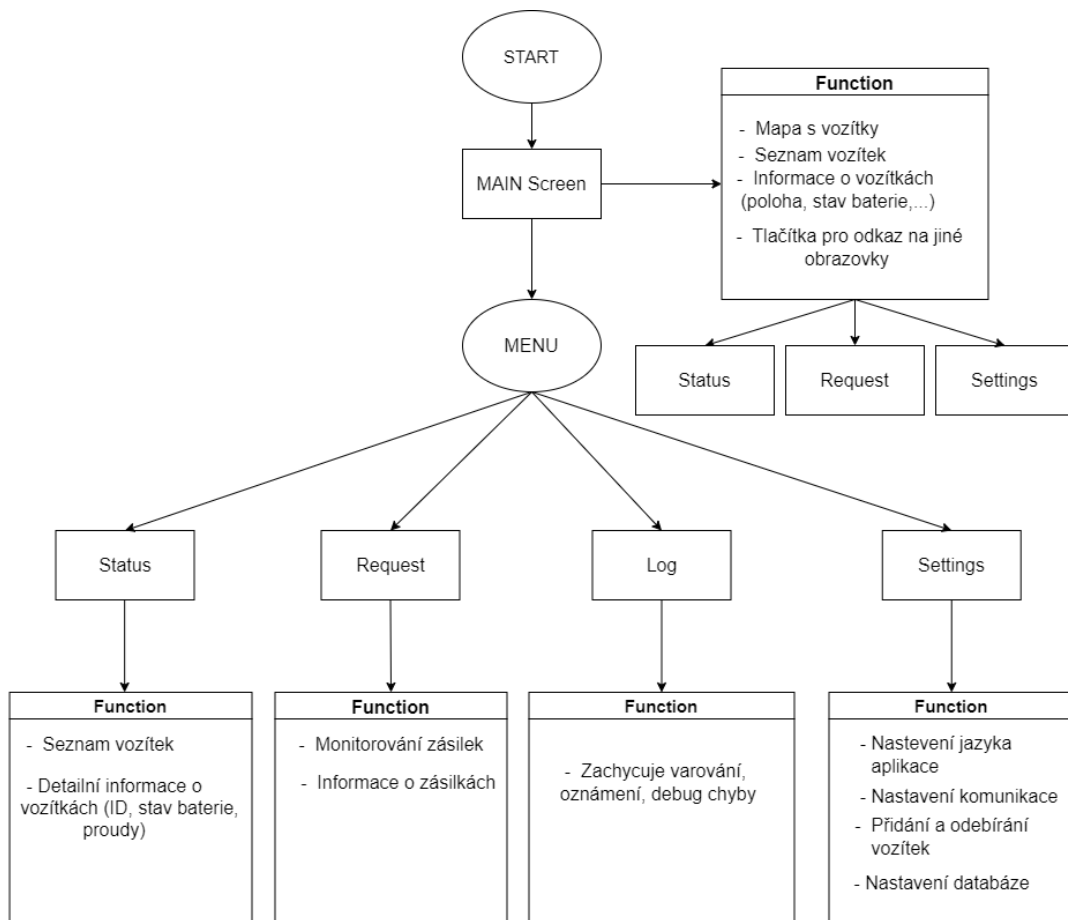 START
MAIN Screen
Function
- Mapa s vozítky
- Seznam vozítek
- Informace o vozítkách
(poloha, stav baterie,...)
- Tlačítka pro odkaz na jiné
obrazovky
MENU
Status
Request
Settings
Status
Request
Log
Settings
Function
- Seznam vozítek
- Detailní informace o
vozítkách (ID, stav baterie,
proudy)
Function
- Monitorování zásilek
- Informace o zásilkách
Function
- Zachycuje varování,
oznámení, debug chyby
Function
- Nastevení jazyka
aplikace
- Nastavení komunikace
- Přidání a odebírání
vozítek
- Nastavení databáze